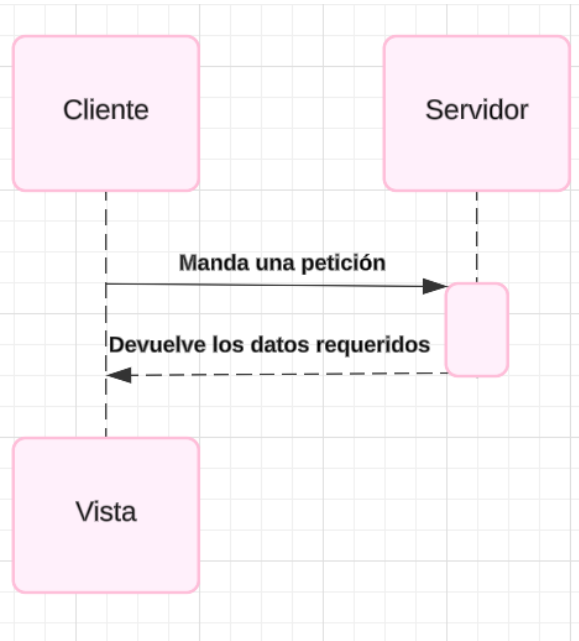 Cliente
Servidor
Manda una petición
Devuelve los datos requeridos
Vista